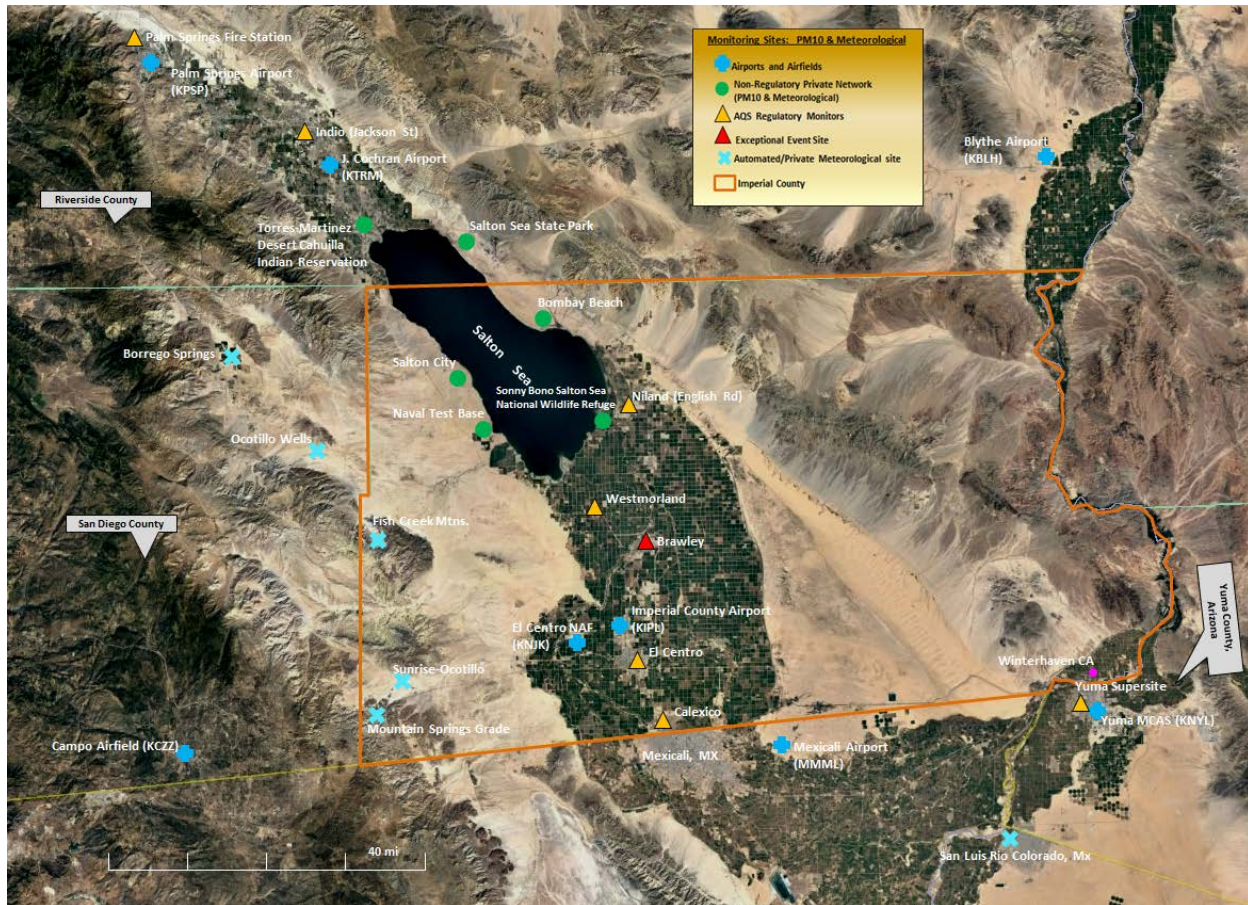 Palm Springs Fire Station
Palm Springs Airport
(KPSP)
Indio (Jackson St)
J. Cochran Airport
(KTRM)
Monitoring Sites: PM10 & Meteorological
Airports and Airfields
Non-Regulatory Private Network
(PM10 & Meteorological)
AQS Regulatory Monitors
Exceptional Event Site
Automated/Private Meteorological site
Imperial County
Blythe Airport
(KBLH)
Riverside County
Torres-Martinez
Desert Cahuilla
Indian Reservation
Salton Sea State Park
Bombay Beach
Salton
Sea
Borrego Springs
Salton City
Sonny Bono Salton Sea
National Wildlife Refuge
Niland (English Rd)
Naval Test Base
Ocotillo Wells
Westmorland
San Diego County
Fish Creek Mtns.
Brawley
Imperial County Airport
(KIPL)
El Centro NAF
(KNJK)
El Centro
Yuma County,
Arizona
Winterhaven CA
Sunrise-Ocotillo
Yuma Supersite
Yuma MCAS (KNYL)
Calexico
Mountain Springs Grade
Campo Airfield (KCZZ)
Mexicali, MX
Mexicali Airport
(MMML)
40 mi
San Luis Rio Colorado, Mx